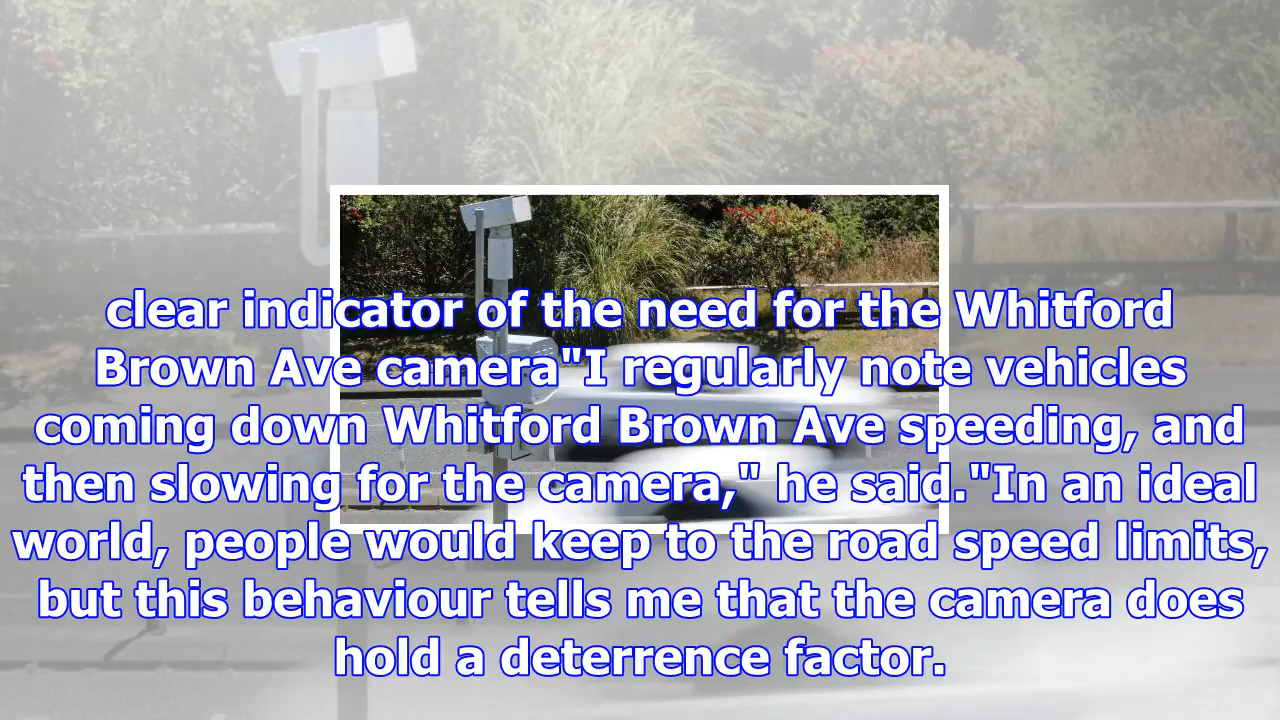 clear indicator of the need for the Whitford
Brown Ave camera"I regularly note vehicles
coming down Whitford Brown Ave speeding, and
then slowing for the camera," he said."In an ideal
world, people would keep to the road speed limits,
but this behaviour tells me that the camera does
hold a deterrence factor.